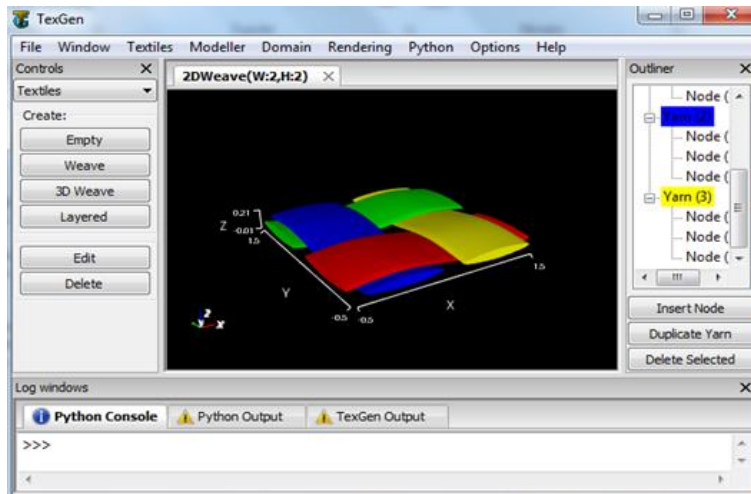 TexGen
File Window Textiles Modeller Domain Rendering Python Options Help
Controls
Textiles
Create:
Empty
Weave
3D Weave
Layered
Edit
Delete
2DWeave(W:2,H:2)
0.21
Z -0.01
1.5
Y
-0.5 -0.5
X
1.5
Z
Y X
Outliner
Node (
Yarn (2)
Node (
Node (
Node (
Yarn (3)
Node (
Node (
Node (
Insert Node
Duplicate Yarn
Delete Selected
Log windows
Python Console Python Output TexGen Output
>>>